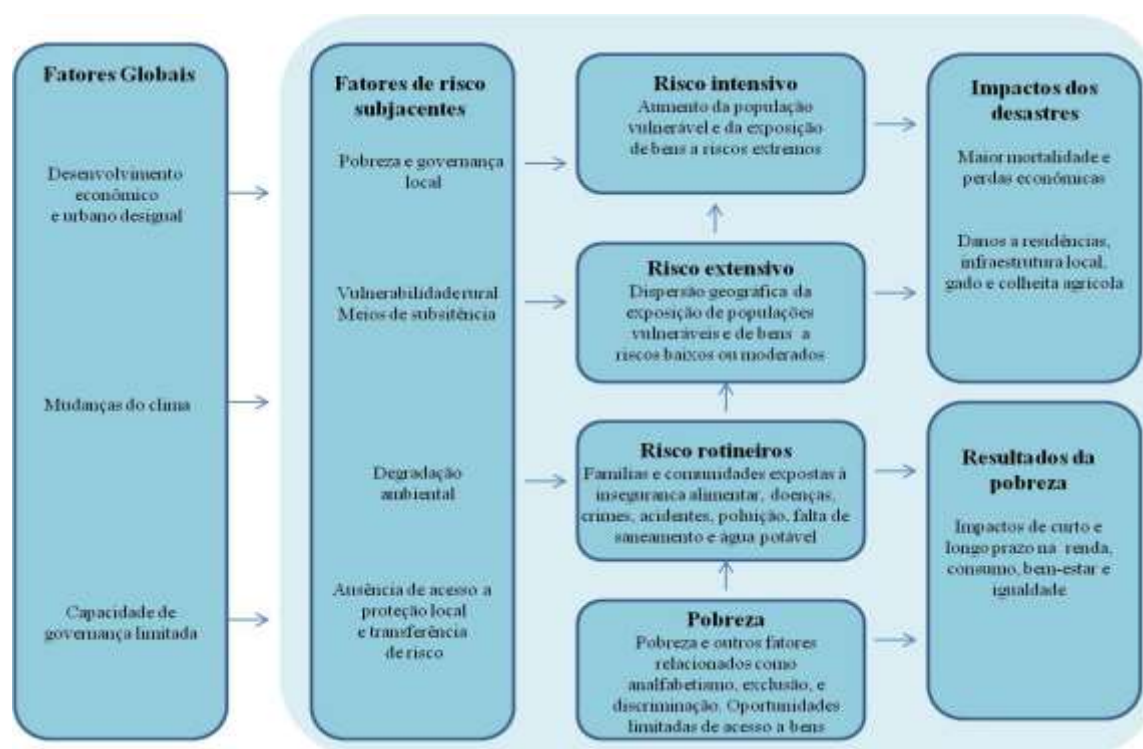 Fatores Globais
Desenvolvimento
econômico
e urbano desigual
Mudanças do clima
Capacidade de
governança limitada
Fatores de risco
subjacentes
Pobreza e governança
local
Vulnerabilidade rural
Meios de subsitência
Degradação
ambiental
Ausência de acesso a
proteção local
e transferência
de risco
Risco intensivo
Aumento da população
vulnerável e da exposição
de bens a riscos extremos
Risco extensivo
Dispersão geográfica da
exposição de populações
vulneráveis e de bens a
riscos baixos ou moderados
Risco rotineiros
Famílias e comunidades expostas à
inseguranca alimentar, doenças,
crimes, acidentes, poluição, falta de
saneamento e água potável
Pobreza
Pobreza e outros fatores
relacionados como
analfabetismo, exclusão, e
discriminação. Oportunidades
limitadas de acesso a bens
Impactos dos
desastres
Maior mortalidade e
perdas econômicas
Danos a residências,
infraestrutura local,
gado e colheita agrícola
Resultados da
pobreza
Impactos de curto e
longo prazo na renda,
consumo, bem-estar e
igualdade